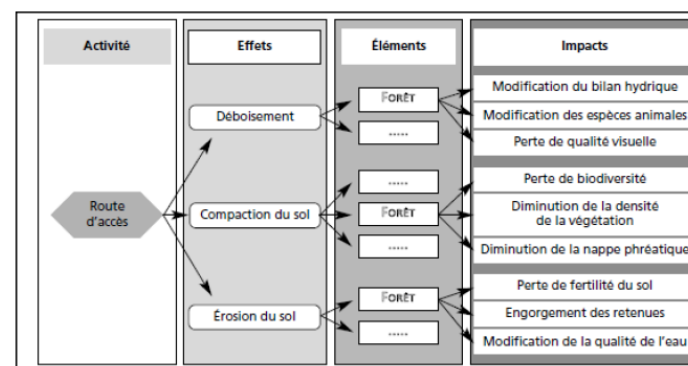 Activité
Effets
Éléments
Impacts
Route
d'accès
Déboisement
Compaction du sol
Érosion du sol
FORÊT
.....
.....
FORÊT
.....
FORÊT
.....
Modification du bilan hydrique
Modification des espèces animales
Perte de qualité visuelle
Perte de biodiversité
Diminution de la densité
de la végétation
Diminution de la nappe phréatique
Perte de fertilité du sol
Engorgement des retenues
Modification de la qualité de l'eau